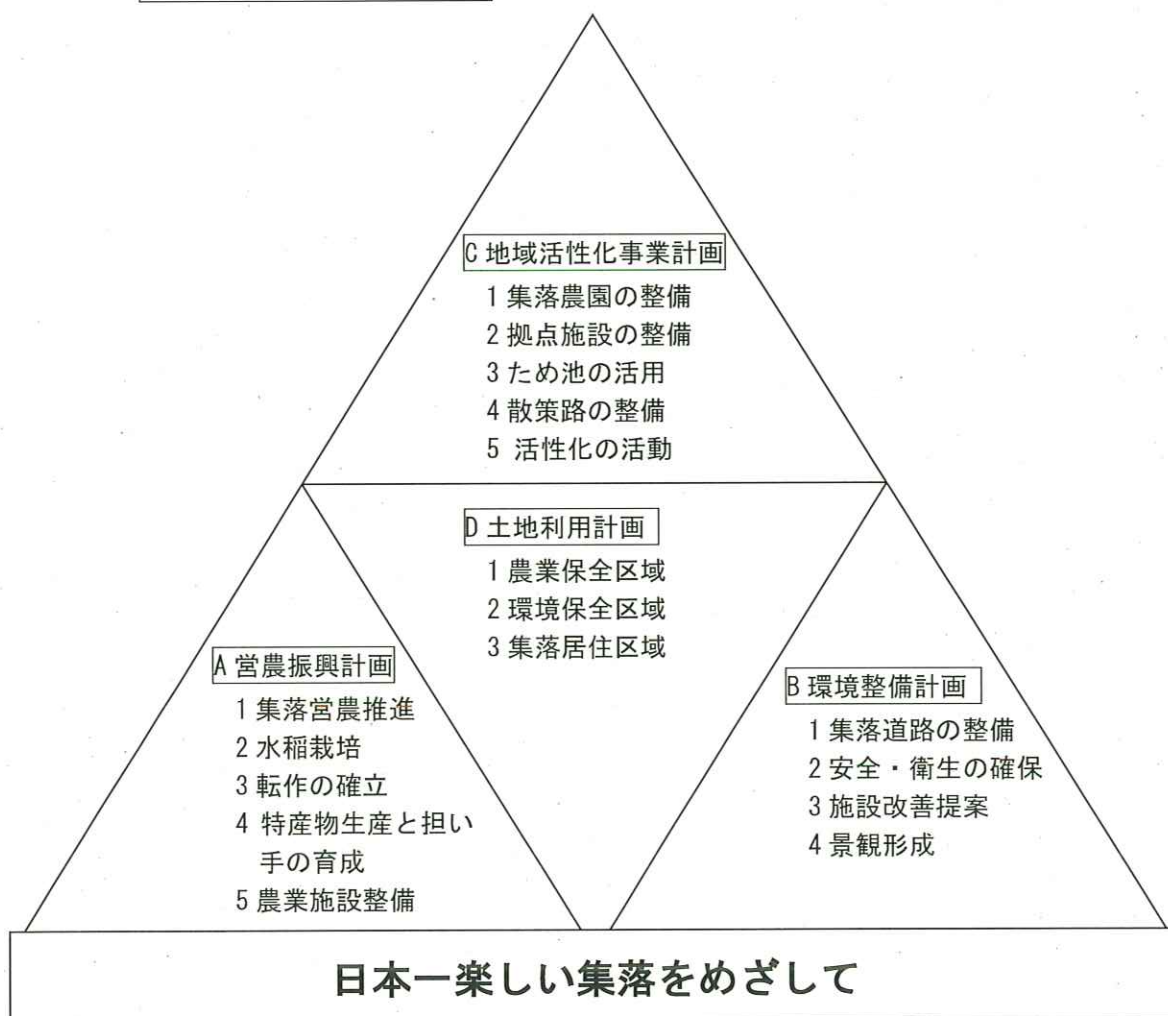 C 地域活性化事業計画
1 集落農園の整備
2 拠点施設の整備
3 ため池の活用
4 散策路の整備
5 活性化の活動
D 土地利用計画
1 農業保全区域
2 環境保全区域
3 集落居住区域
A 営農振興計画
1 集落営農推進
2 水稲栽培
3 転作の確立
4 特産物生産と担い
手の育成
5 農業施設整備
B 環境整備計画
1 集落道路の整備
2 安全・衛生の確保
3 施設改善提案
4 景観形成
日本一楽しい集落をめざして